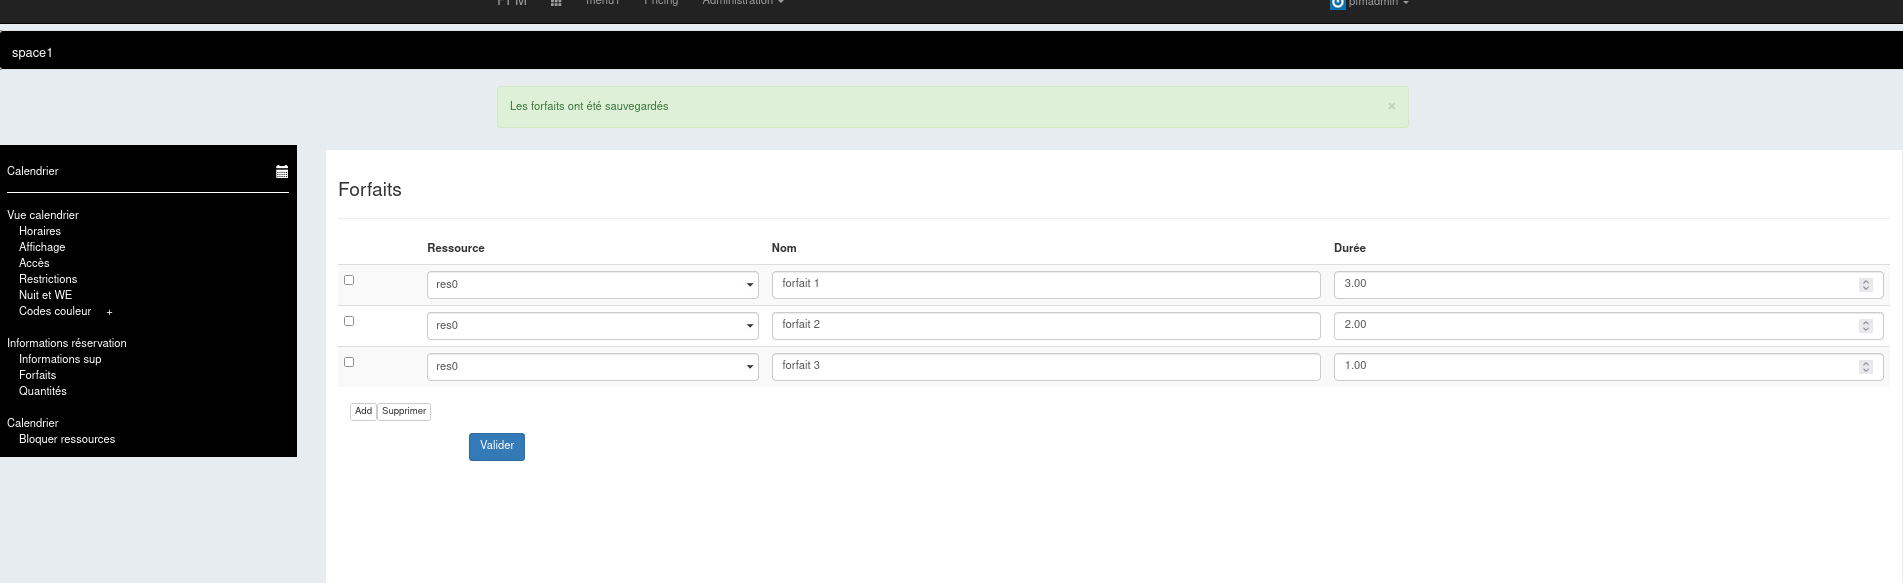 PFM menu1 Pricing Administration pfmadmin
space1
Les forfaits ont été sauvegardés ×
Calendrier
Vue calendrier
Horaires
Affichage
Accès
Restrictions
Nuit et WE
Codes couleur +
Informations réservation
Informations sup
Forfaits
Quantités
Calendrier
Bloquer ressources
Forfaits
Ressource Nom Durée
res0 forfait 1 3.00
res0 forfait 2 2.00
res0 forfait 3 1.00
Add Supprimer
Valider